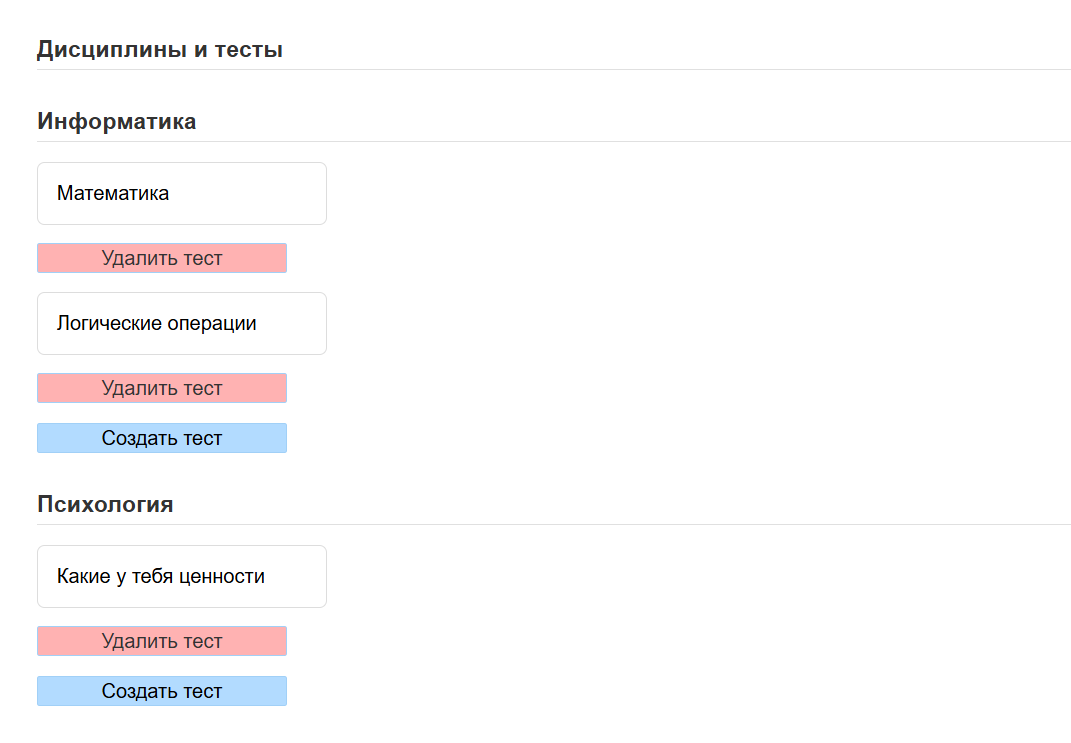 Дисциплины и тесты
Информатика
Математика
Удалить тест
Логические операции
Удалить тест
Создать тест
Психология
Какие у тебя ценности
Удалить тест
Создать тест